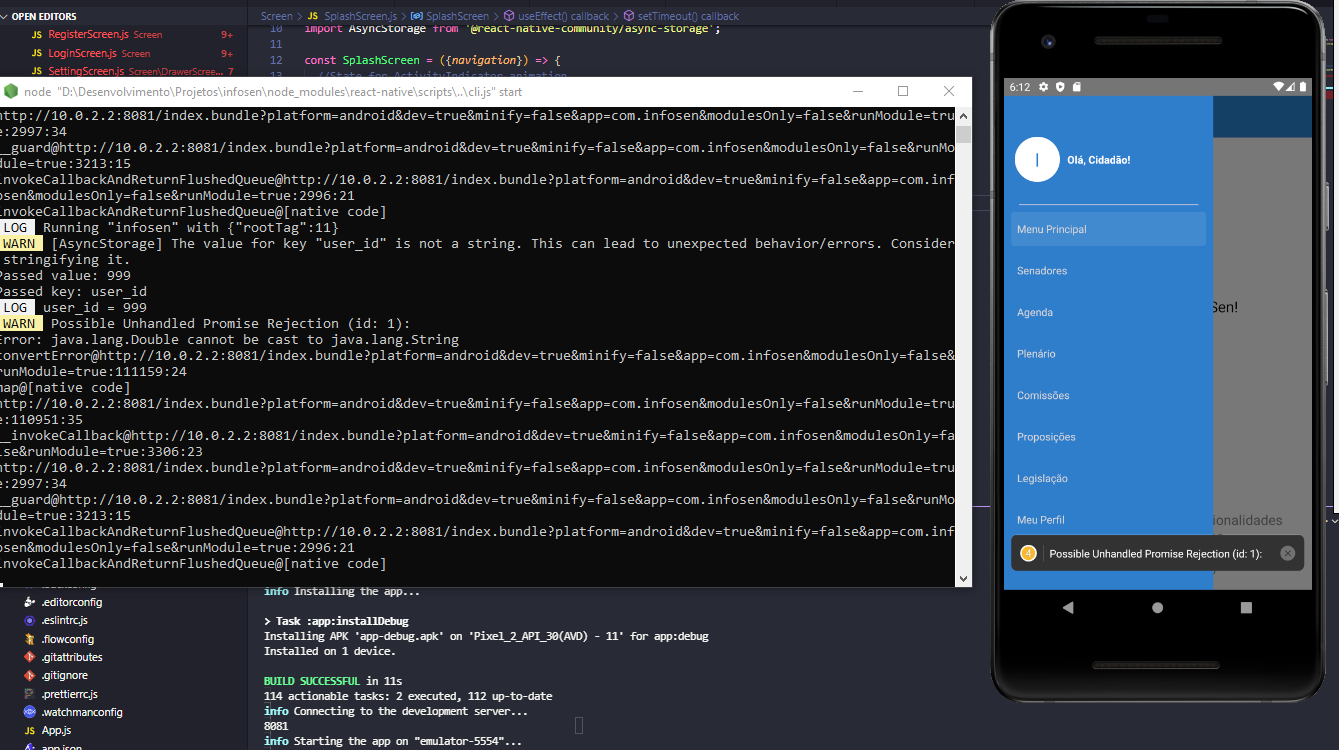 OPEN EDITORS
JS RegisterScreen.js Screen 9+
JS LoginScreen.js Screen 9+
JS SettingScreen.js Screen\DrawerScree... 7
Screen > JS SplashScreen.js > SplashScreen > useEffect() callback > setTimeout() callback
10 import AsyncStorage from '@react-native-community/async-storage';
11
12 const SplashScreen = ({navigation}) => {
13 //State for ActivityIndicator animation
node "D:\Desenvolvimento\Projetos\infosen\node_modules\react-native\scripts\..\cli.js" start
http://10.0.2.2:8081/index.bundle?platform=android&dev=true&minify=false&app=com.infosen&modulesOnly=false&runModule=tru
e:2997:34
__guard@http://10.0.2.2:8081/index.bundle?platform=android&dev=true&minify=false&app=com.infosen&modulesOnly=false&runMo
dule=true:3213:15
invokeCallbackAndReturnFlushedQueue@http://10.0.2.2:8081/index.bundle?platform=android&dev=true&minify=false&app=com.inf
osen&modulesOnly=false&runModule=true:2996:21
invokeCallbackAndReturnFlushedQueue@[native code]
LOG Running "infosen" with {"rootTag":11}
WARN [AsyncStorage] The value for key "user_id" is not a string. This can lead to unexpected behavior/errors. Consider
stringifying it.
Passed value: 999
Passed key: user_id
LOG user_id = 999
WARN Possible Unhandled Promise Rejection (id: 1):
Error: java.lang.Double cannot be cast to java.lang.String
convertError@http://10.0.2.2:8081/index.bundle?platform=android&dev=true&minify=false&app=com.infosen&modulesOnly=false&
runModule=true:111159:24
map@[native code]
http://10.0.2.2:8081/index.bundle?platform=android&dev=true&minify=false&app=com.infosen&modulesOnly=false&runModule=tru
e:110951:35
__invokeCallback@http://10.0.2.2:8081/index.bundle?platform=android&dev=true&minify=false&app=com.infosen&modulesOnly=fa
lse&runModule=true:3306:23
http://10.0.2.2:8081/index.bundle?platform=android&dev=true&minify=false&app=com.infosen&modulesOnly=false&runModule=tru
e:2997:34
__guard@http://10.0.2.2:8081/index.bundle?platform=android&dev=true&minify=false&app=com.infosen&modulesOnly=false&runMo
dule=true:3213:15
invokeCallbackAndReturnFlushedQueue@http://10.0.2.2:8081/index.bundle?platform=android&dev=true&minify=false&app=com.inf
osen&modulesOnly=false&runModule=true:2996:21
invokeCallbackAndReturnFlushedQueue@[native code]
.editorconfig
.eslintrc.js
.flowconfig
.gitattributes
.gitignore
.prettierrc.js
.watchmanconfig
JS App.js
app.json
info Installing the app...
> Task :app:installDebug
Installing APK 'app-debug.apk' on 'Pixel_2_API_30(AVD) - 11' for app:debug
Installed on 1 device.
BUILD SUCCESSFUL in 11s
114 actionable tasks: 2 executed, 112 up-to-date
info Connecting to the development server...
8081
info Starting the app on "emulator-5554"...
6:12
I
Olá, Cidadão!
Menu Principal
Senadores
Agenda
Sen!
Plenário
Comissões
Proposições
Legislação
Meu Perfil
ionalidades
4 Possible Unhandled Promise Rejection (id: 1):